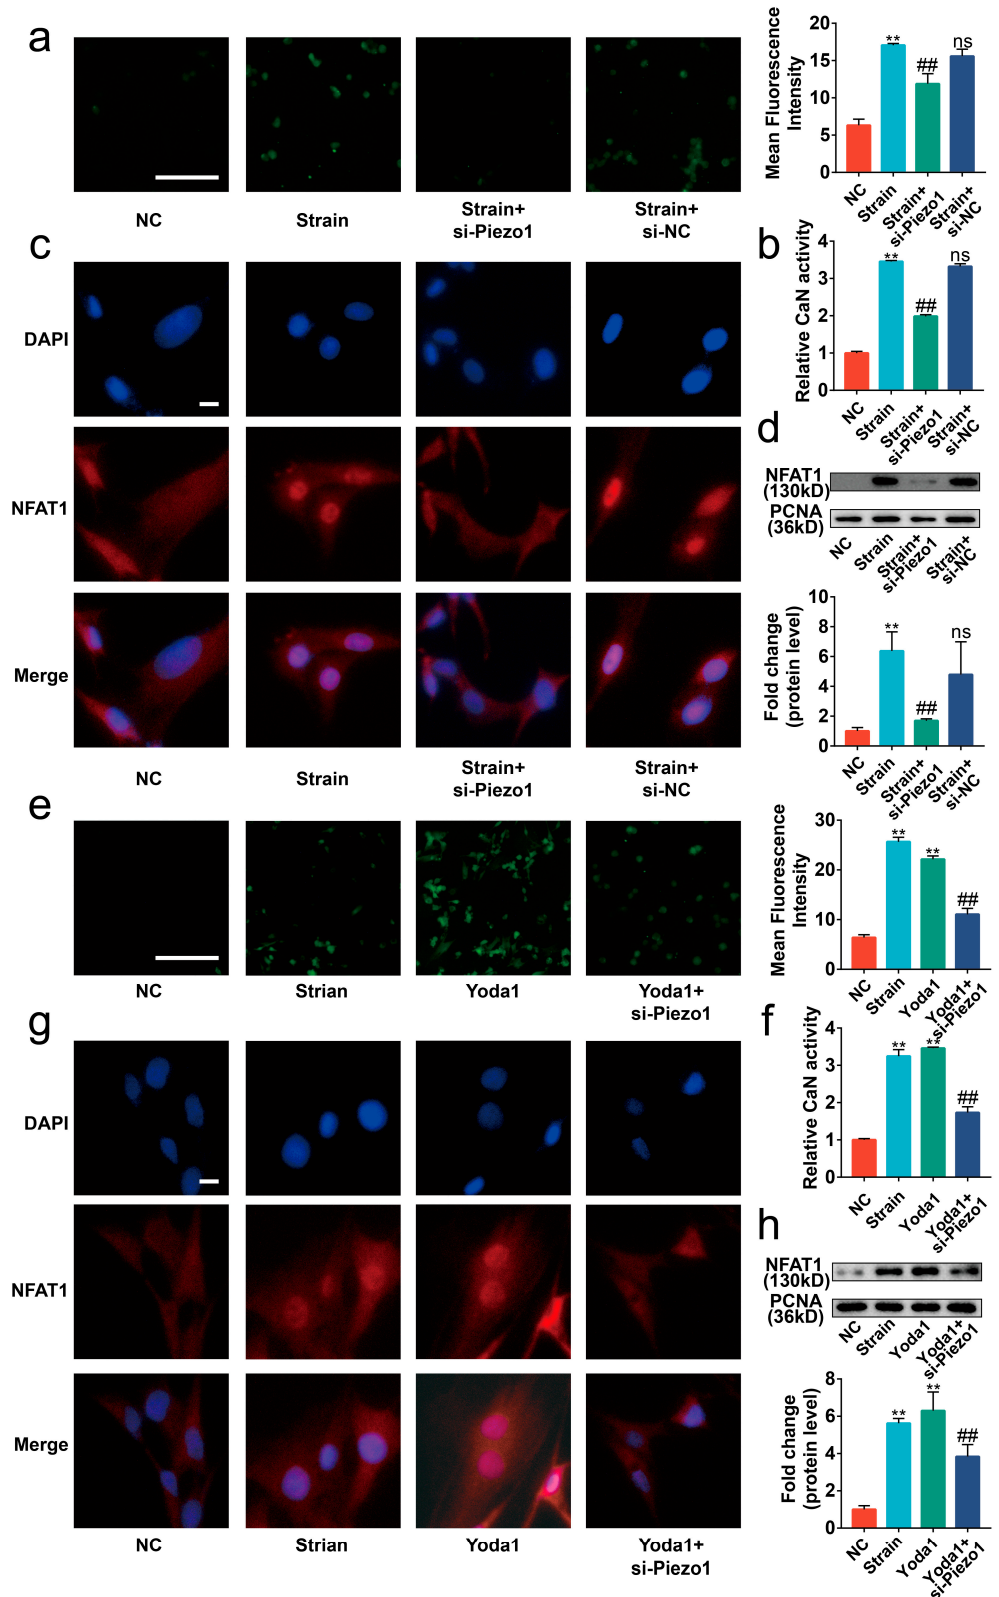 a
NC
Strain
Strain+
si-Piezo1
Strain+
si-NC
Mean Fluorescence
Intensity
20
15
10
5
0
**
##
ns
NC
Strain
Strain+
si-Piezo1
Strain+
si-NC
b
Relative CaN activity
4
3
2
1
0
**
##
ns
NC
Strain
Strain+
si-Piezo1
Strain+
si-NC
c
DAPI
NFAT1
Merge
NC
Strain
Strain+
si-Piezo1
Strain+
si-NC
d
NFAT1
(130kD)
PCNA
(36kD)
NC
Strain
Strain+
si-Piezo1
Strain+
si-NC
Fold change
(protein level)
10
8
6
4
2
0
**
##
ns
NC
Strain
Strain+
si-Piezo1
Strain+
si-NC
e
NC
Strian
Yoda1
Yoda1+
si-Piezo1
Mean Fluorescence
Intensity
30
20
10
0
**
**
##
NC
Strain
Yoda1
Yoda1+
si-Piezo1
f
Relative CaN activity
4
3
2
1
0
**
**
##
NC
Strain
Yoda1
Yoda1+
si-Piezo1
g
DAPI
NFAT1
Merge
NC
Strian
Yoda1
Yoda1+
si-Piezo1
h
NFAT1
(130kD)
PCNA
(36kD)
NC
Strain
Yoda1
Yoda1+
si-Piezo1
Fold change
(protein level)
8
6
4
2
0
**
**
##
NC
Strain
Yoda1
Yoda1+
si-Piezo1